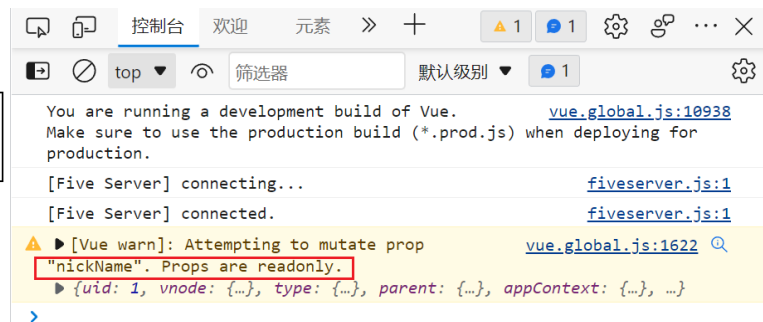 控制台 欢迎 元素 1 1
top 筛选器 默认级别 1
You are running a development build of Vue. vue.global.js:10938
Make sure to use the production build (*.prod.js) when deploying for
production.
[Five Server] connecting... fiveserver.js:1
[Five Server] connected. fiveserver.js:1
[Vue warn]: Attempting to mutate prop vue.global.js:1622
"nickName". Props are readonly.
{uid: 1, vnode: {…}, type: {…}, parent: {…}, appContext: {…}, …}